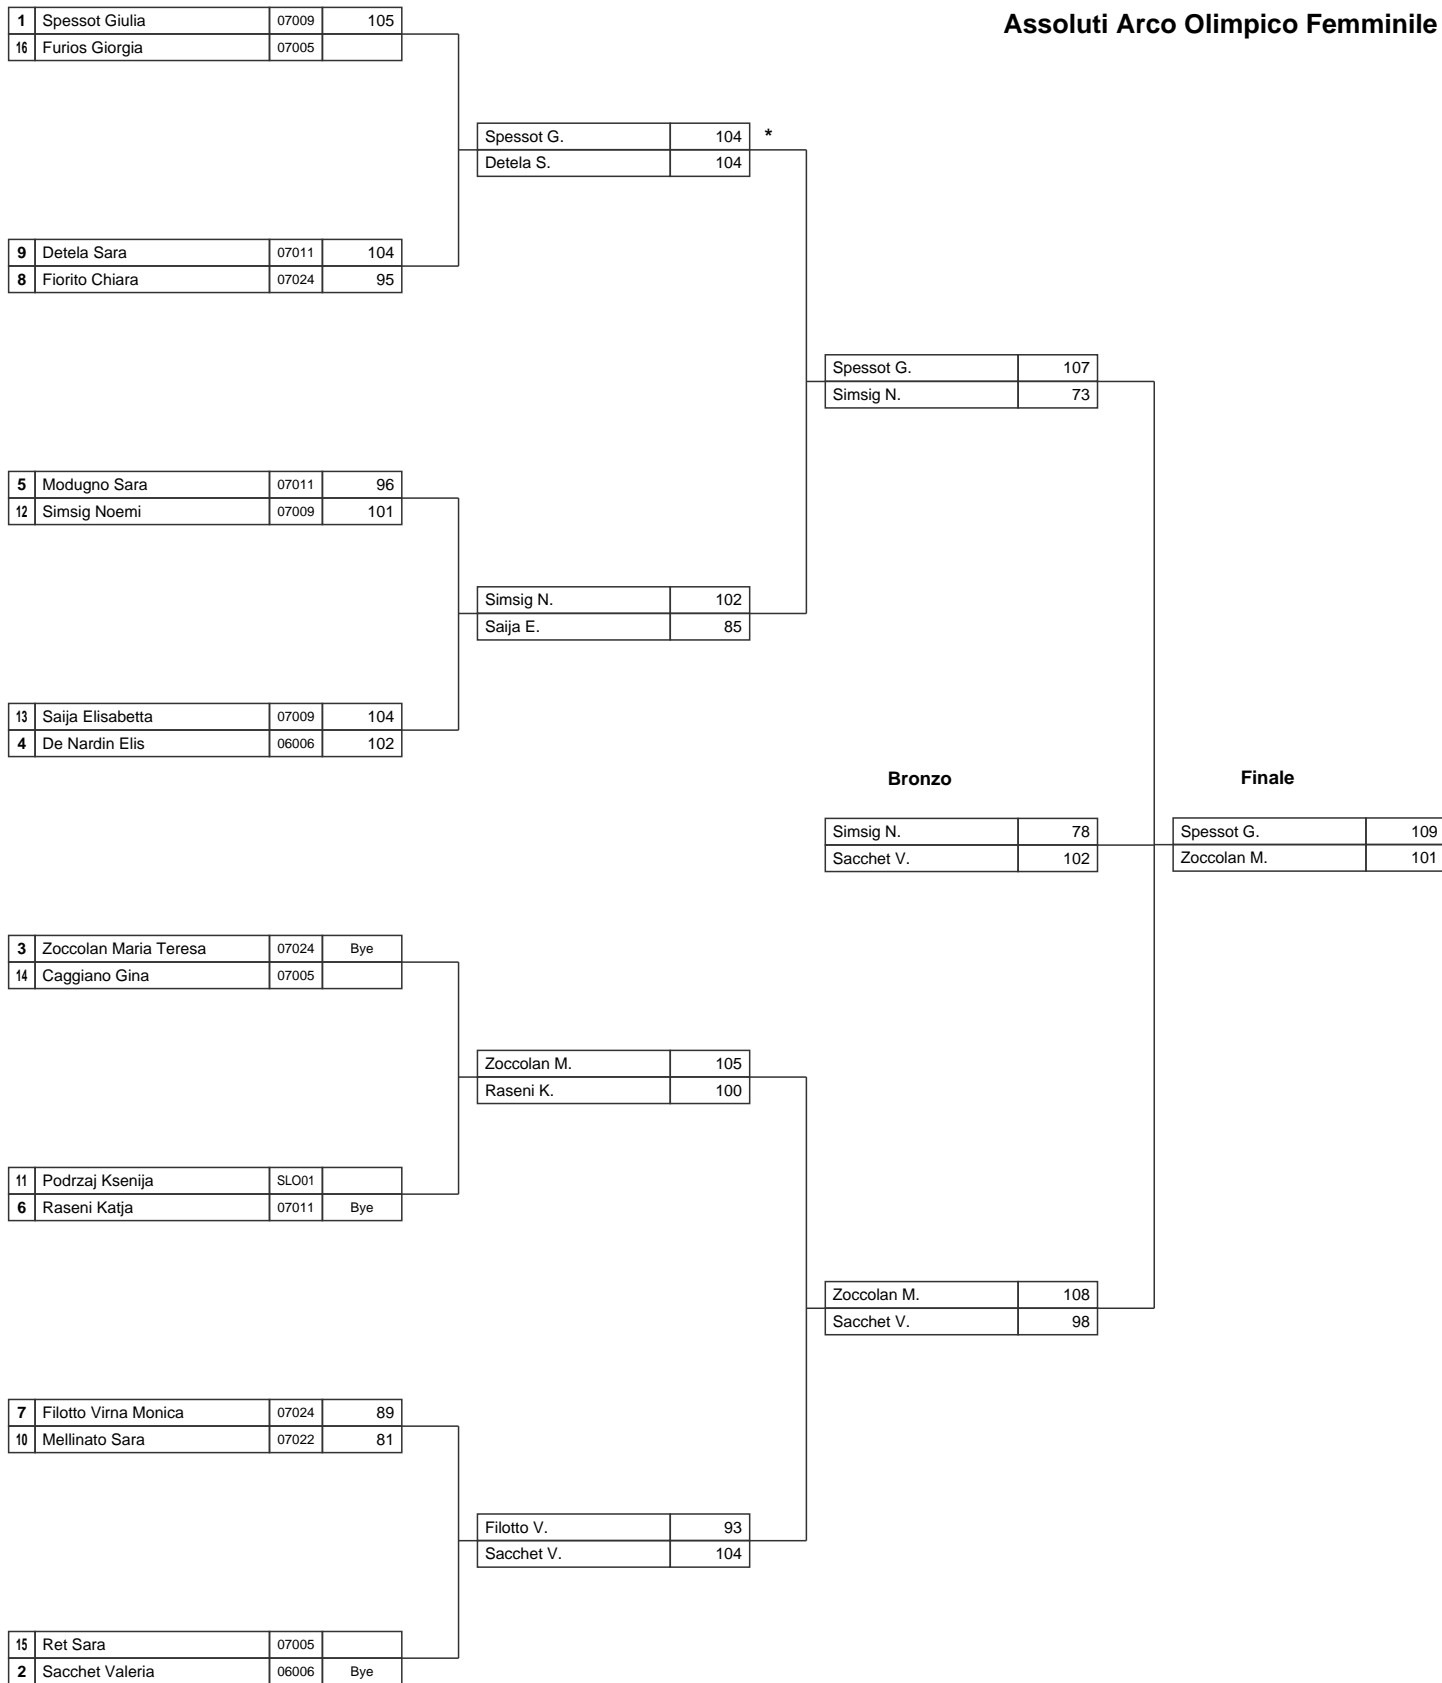 Assoluti Arco Olimpico Femminile
1 Spessot Giulia 07009 105
16 Furios Giorgia 07005
Spessot G. 104 *
Detela S. 104
9 Detela Sara 07011 104
8 Fiorito Chiara 07024 95
Spessot G. 107
Simsig N. 73
5 Modugno Sara 07011 96
12 Simsig Noemi 07009 101
Simsig N. 102
Saija E. 85
13 Saija Elisabetta 07009 104
4 De Nardin Elis 06006 102
Bronzo Finale
Simsig N. 78 Spessot G. 109
Sacchet V. 102 Zoccolan M. 101
3 Zoccolan Maria Teresa 07024 Bye
14 Caggiano Gina 07005
Zoccolan M. 105
Raseni K. 100
11 Podrzaj Ksenija SLO01
6 Raseni Katja 07011 Bye
Zoccolan M. 108
Sacchet V. 98
7 Filotto Virna Monica 07024 89
10 Mellinato Sara 07022 81
Filotto V. 93
Sacchet V. 104
15 Ret Sara 07005
2 Sacchet Valeria 06006 Bye